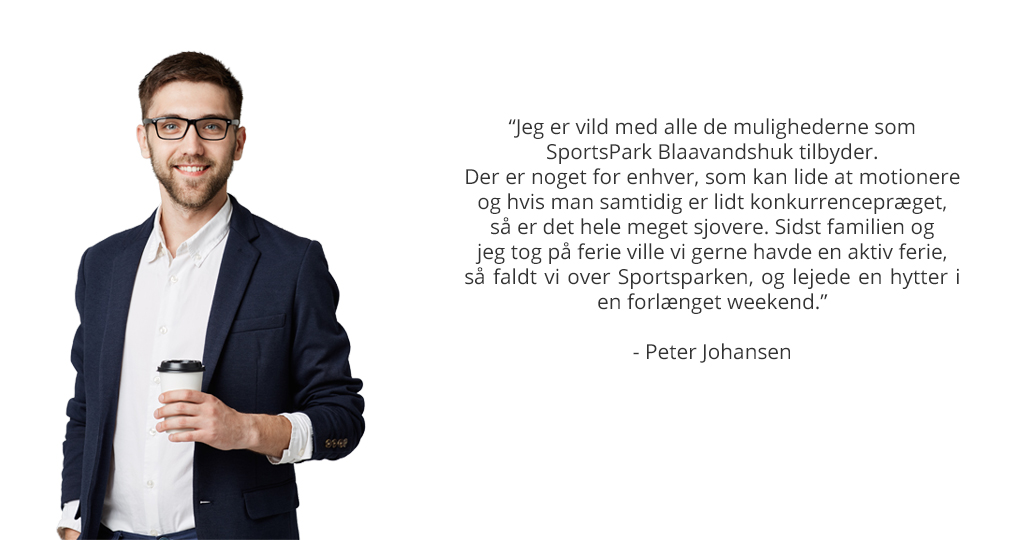 “Jeg er vild med alle de mulighederne som
SportsPark Blaavandshuk tilbyder.
Der er noget for enhver, som kan lide at motionere
og hvis man samtidig er lidt konkurrencepræget,
så er det hele meget sjovere. Sidst familien og
jeg tog på ferie ville vi gerne havde en aktiv ferie,
så faldt vi over Sportsparken, og lejede en hytter i
en forlænget weekend.”
- Peter Johansen